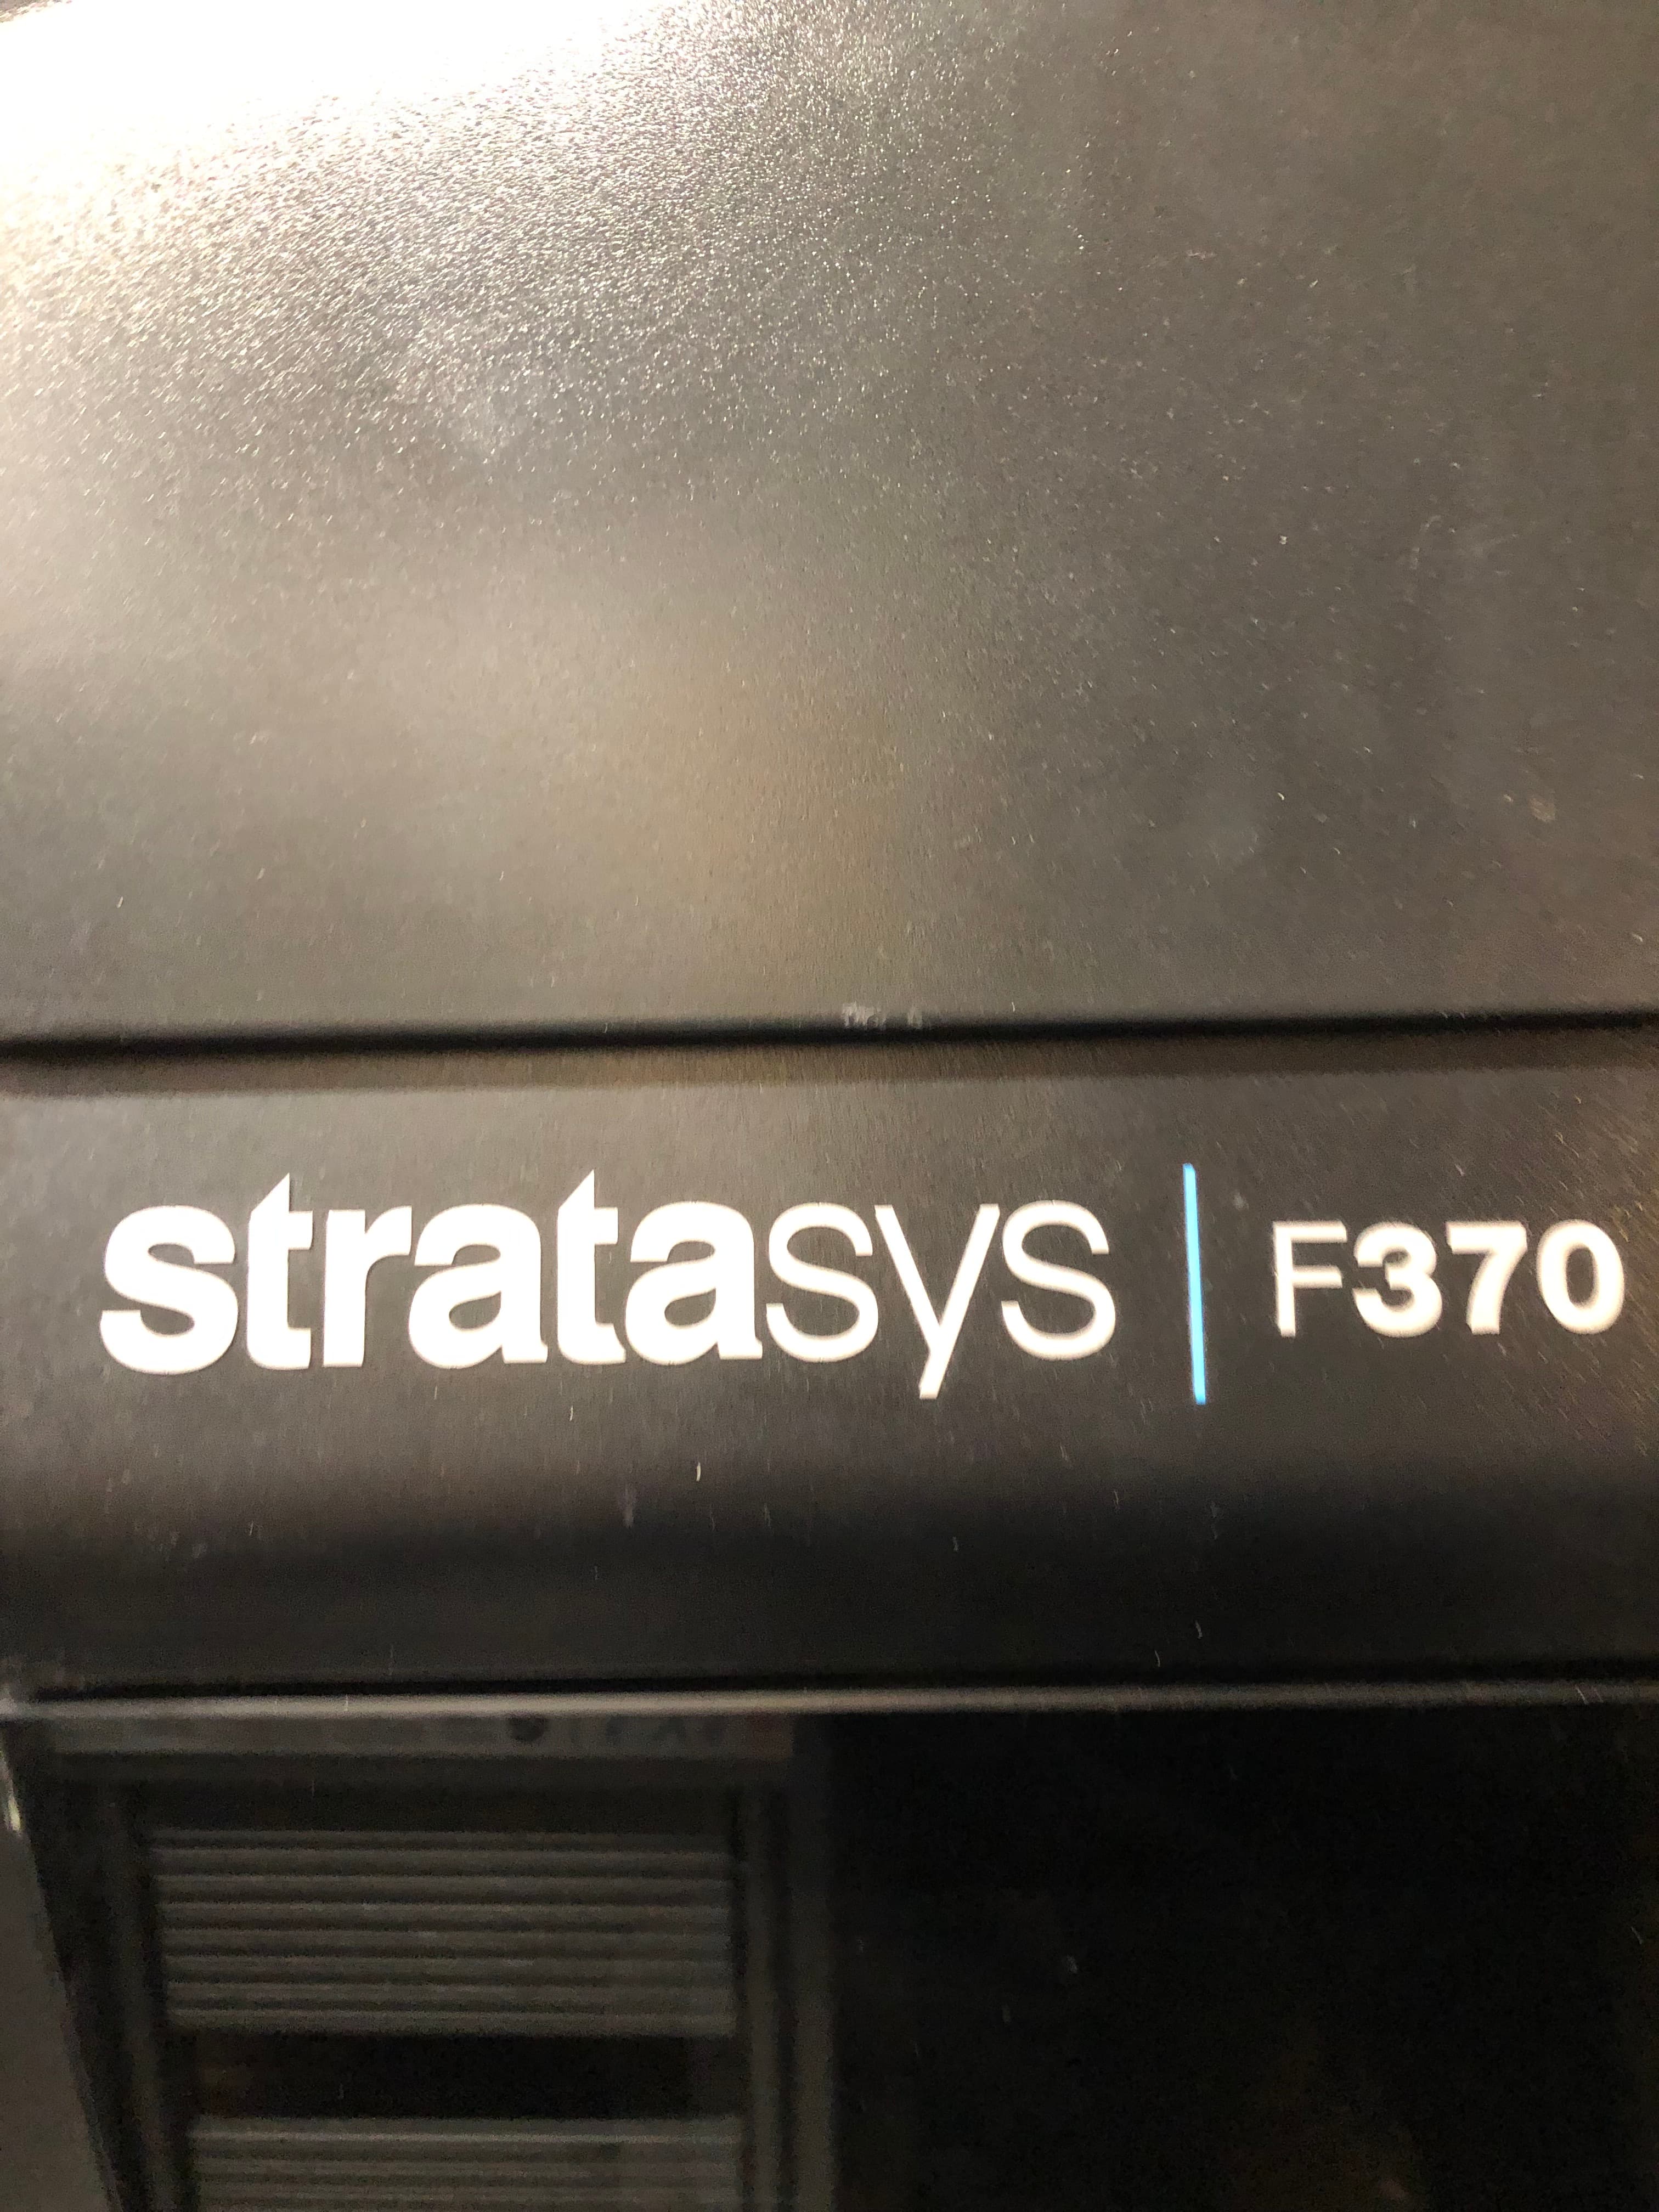 stratasys | F370